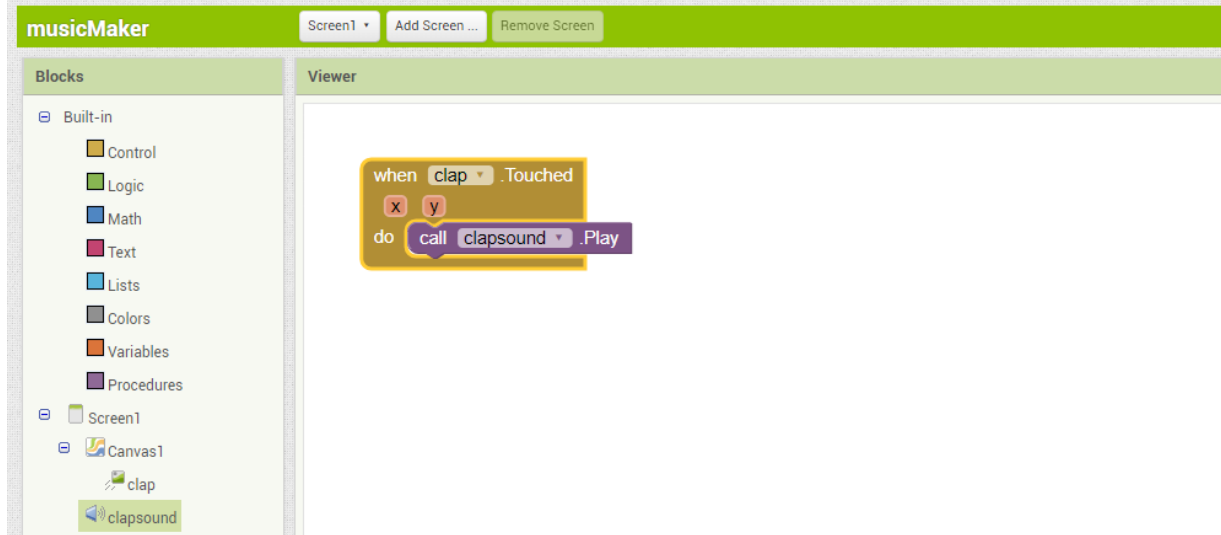 musicMaker
Screen1
Add Screen ...
Remove Screen
Blocks
Viewer
Built-in
Control
Logic
Math
Text
Lists
Colors
Variables
Procedures
Screen1
Canvas1
clap
clapsound
when clap .Touched
x y
do call clapsound .Play